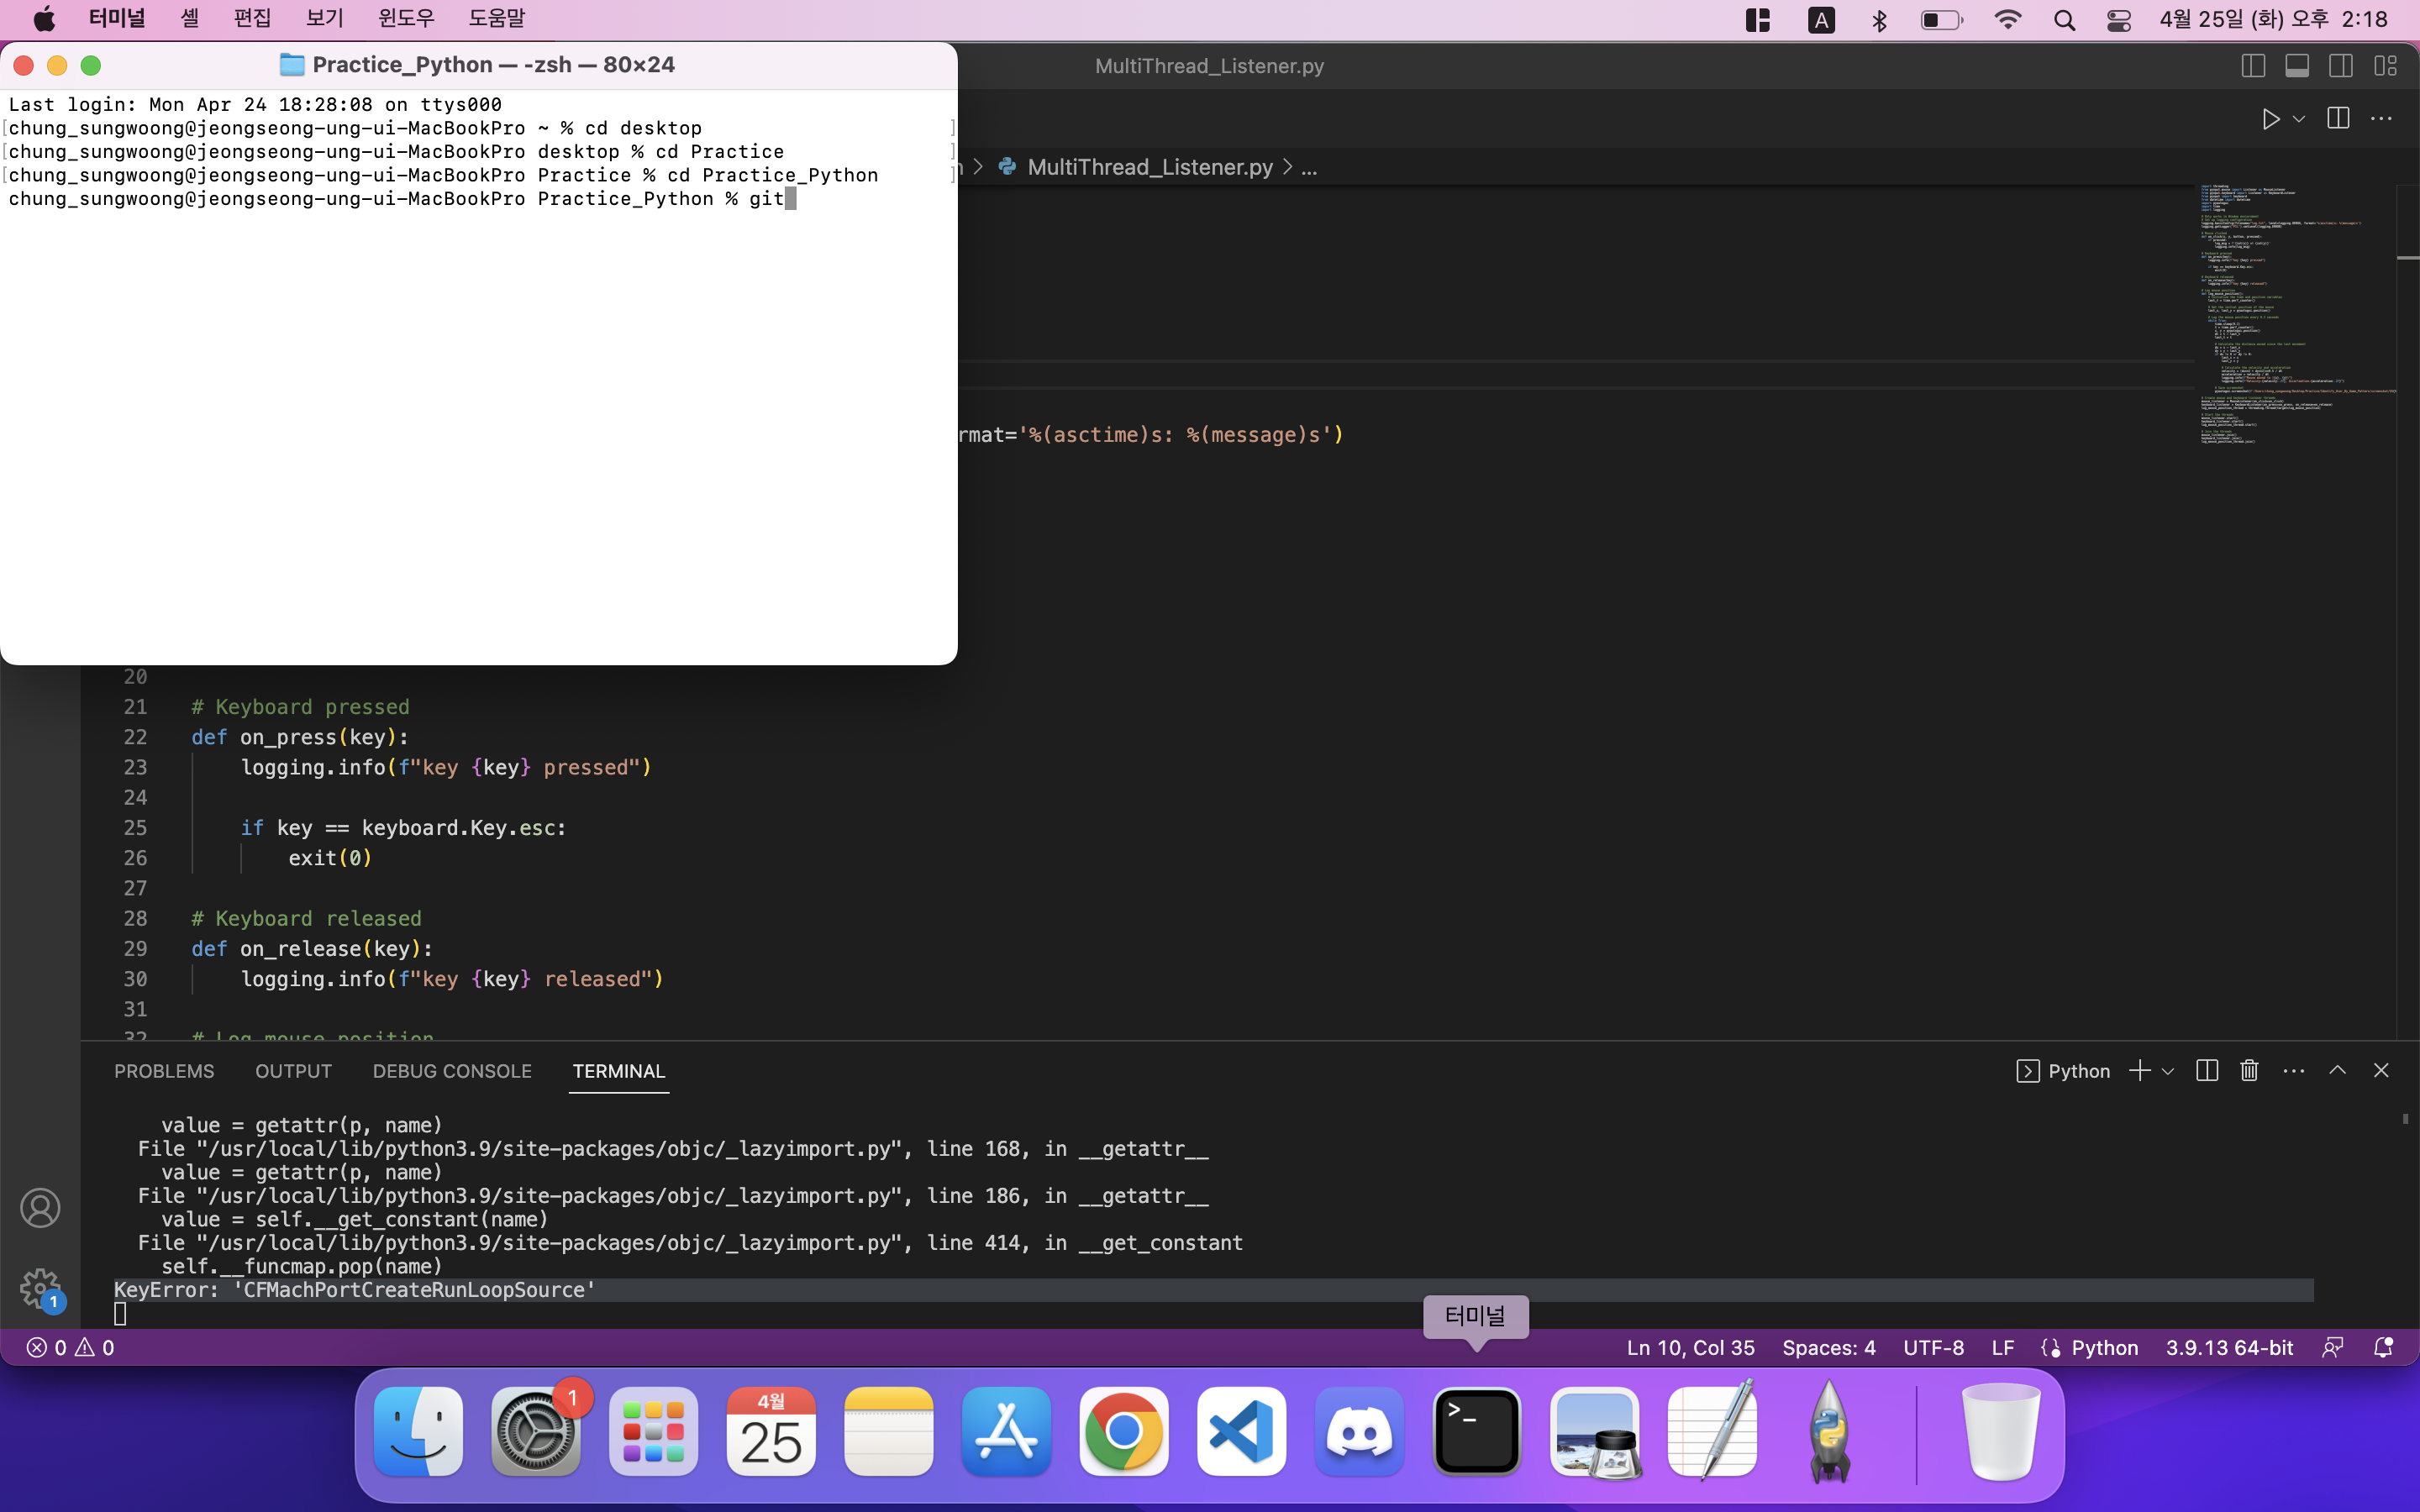 터미널 셸 편집 보기 윈도우 도움말
A
4월 25일 (화) 오후 2:18
Practice_Python — -zsh — 80×24
MultiThread_Listener.py
Last login: Mon Apr 24 18:28:08 on ttys000
[chung_sungwoong@jeongseong-ung-ui-MacBookPro ~ % cd desktop ]
[chung_sungwoong@jeongseong-ung-ui-MacBookPro desktop % cd Practice ]
[chung_sungwoong@jeongseong-ung-ui-MacBookPro Practice % cd Practice_Python ]
chung_sungwoong@jeongseong-ung-ui-MacBookPro Practice_Python % git
MultiThread_Listener.py > ...
rmat='%(asctime)s: %(message)s')
20
21 # Keyboard pressed
22 def on_press(key):
23 logging.info(f"key {key} pressed")
24
25 if key == keyboard.Key.esc:
26 exit(0)
27
28 # Keyboard released
29 def on_release(key):
30 logging.info(f"key {key} released")
31
32 # Log mouse position
PROBLEMS OUTPUT DEBUG CONSOLE TERMINAL
Python
value = getattr(p, name)
File "/usr/local/lib/python3.9/site-packages/objc/_lazyimport.py", line 168, in __getattr__
value = getattr(p, name)
File "/usr/local/lib/python3.9/site-packages/objc/_lazyimport.py", line 186, in __getattr__
value = self.__get_constant(name)
File "/usr/local/lib/python3.9/site-packages/objc/_lazyimport.py", line 414, in __get_constant
self.__funcmap.pop(name)
KeyError: 'CFMachPortCreateRunLoopSource'
1
터미널
0 0
Ln 10, Col 35 Spaces: 4 UTF-8 LF Python 3.9.13 64-bit
1
4월
25
>_